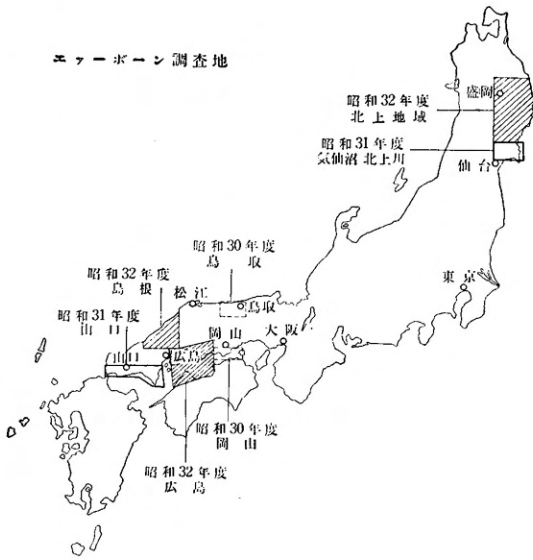 エヤーボーン調査地
盛岡
昭和32年度
北上地域
昭和31年度
気仙沼 北上川
仙台
昭和30年度
鳥取
昭和32年度
島根
松江
鳥取
東京
昭和31年度
山口
岡山
大阪
山口
広島
昭和30年度
岡山
昭和32年度
広島